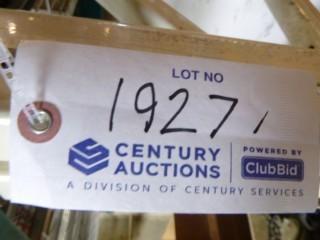 LOT NO
1927,
CENTURY AUCTIONS
POWERED BY
ClubBid
A DIVISION OF CENTURY SERVICES